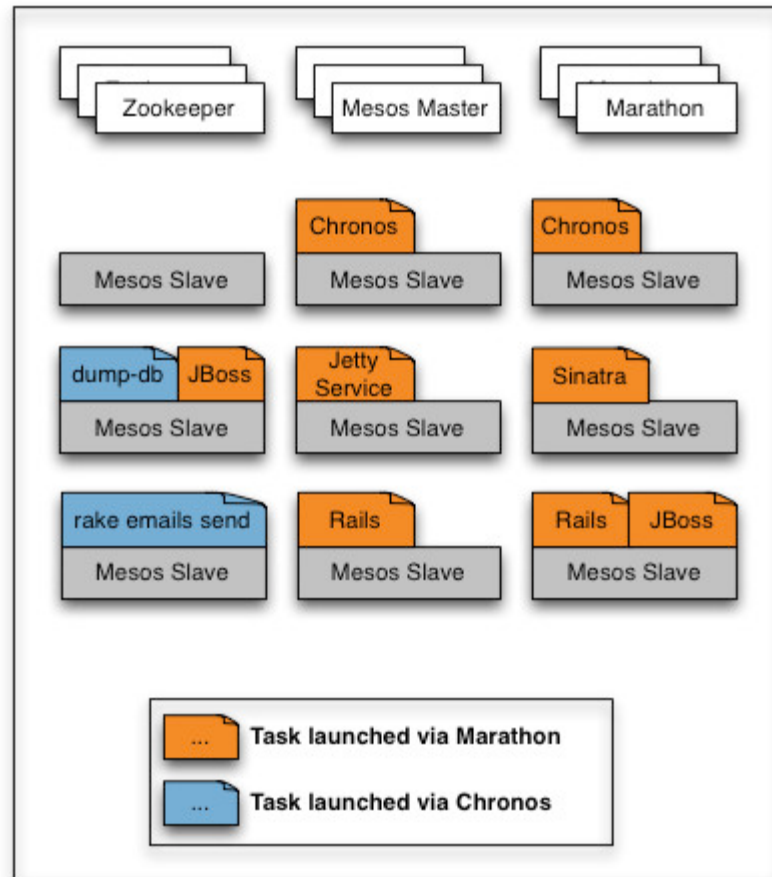 Zookeeper
Mesos Master
Marathon
Chronos
Chronos
Mesos Slave
Mesos Slave
Mesos Slave
dump-db
JBoss
Jetty
Service
Sinatra
Mesos Slave
Mesos Slave
Mesos Slave
rake emails send
Rails
Rails
JBoss
Mesos Slave
Mesos Slave
Mesos Slave
... Task launched via Marathon
... Task launched via Chronos